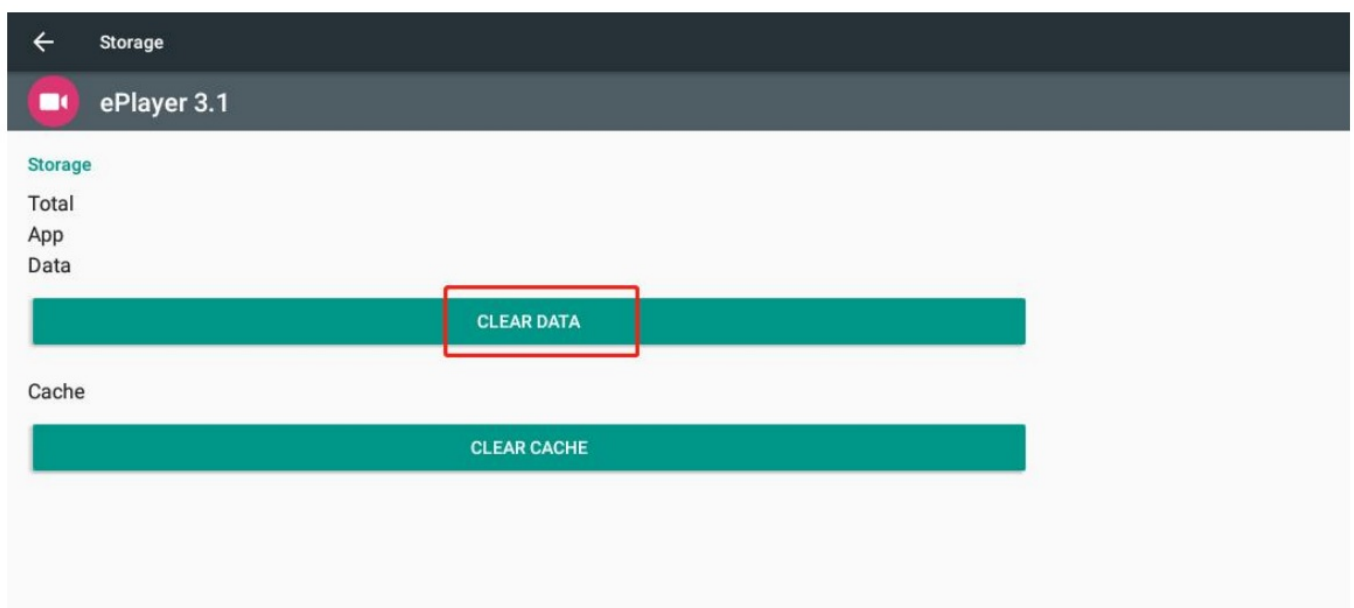 Storage
ePlayer 3.1
Storage
Total
App
Data
CLEAR DATA
Cache
CLEAR CACHE